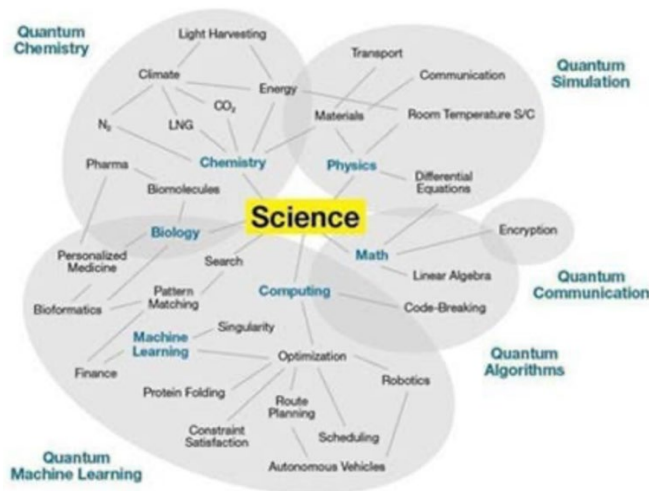 Quantum
Chemistry
Light Harvesting
Climate
CO₂
Energy
N₂
LNG
Chemistry
Pharma
Biomolecules
Transport
Communication
Materials
Room Temperature S/C
Physics
Differential
Equations
Quantum
Simulation
Science
Biology
Personalized
Medicine
Search
Math
Encryption
Linear Algebra
Quantum
Communication
Bioformatics
Pattern
Matching
Computing
Code-Breaking
Machine
Learning
Singularity
Optimization
Quantum
Algorithms
Finance
Protein Folding
Route
Planning
Robotics
Constraint
Satisfaction
Scheduling
Autonomous Vehicles
Quantum
Machine Learning